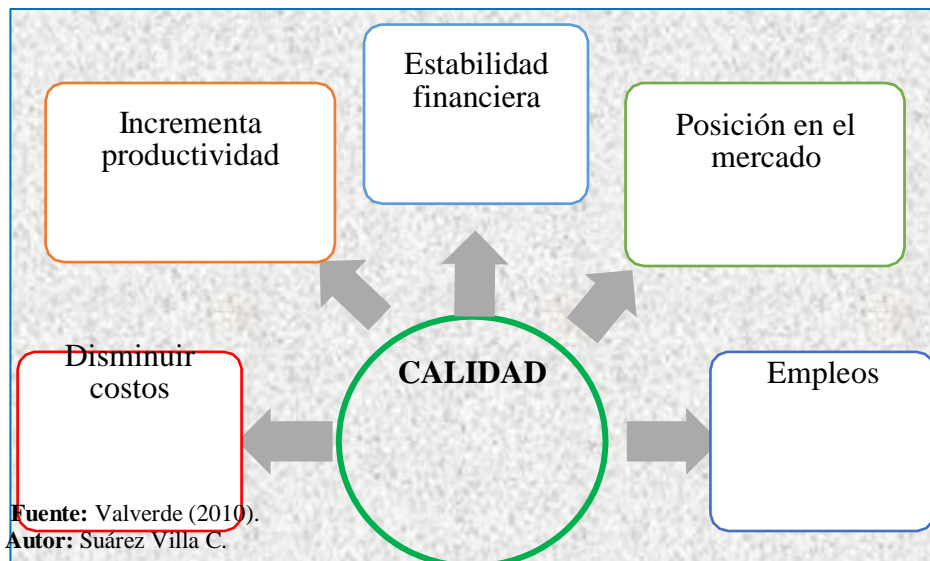 Estabilidad
financiera
Incrementa
productividad
Posición en el
mercado
Disminuir
costos
CALIDAD
Empleos
Fuente: Valverde (2010).
Autor: Suárez Villa C.